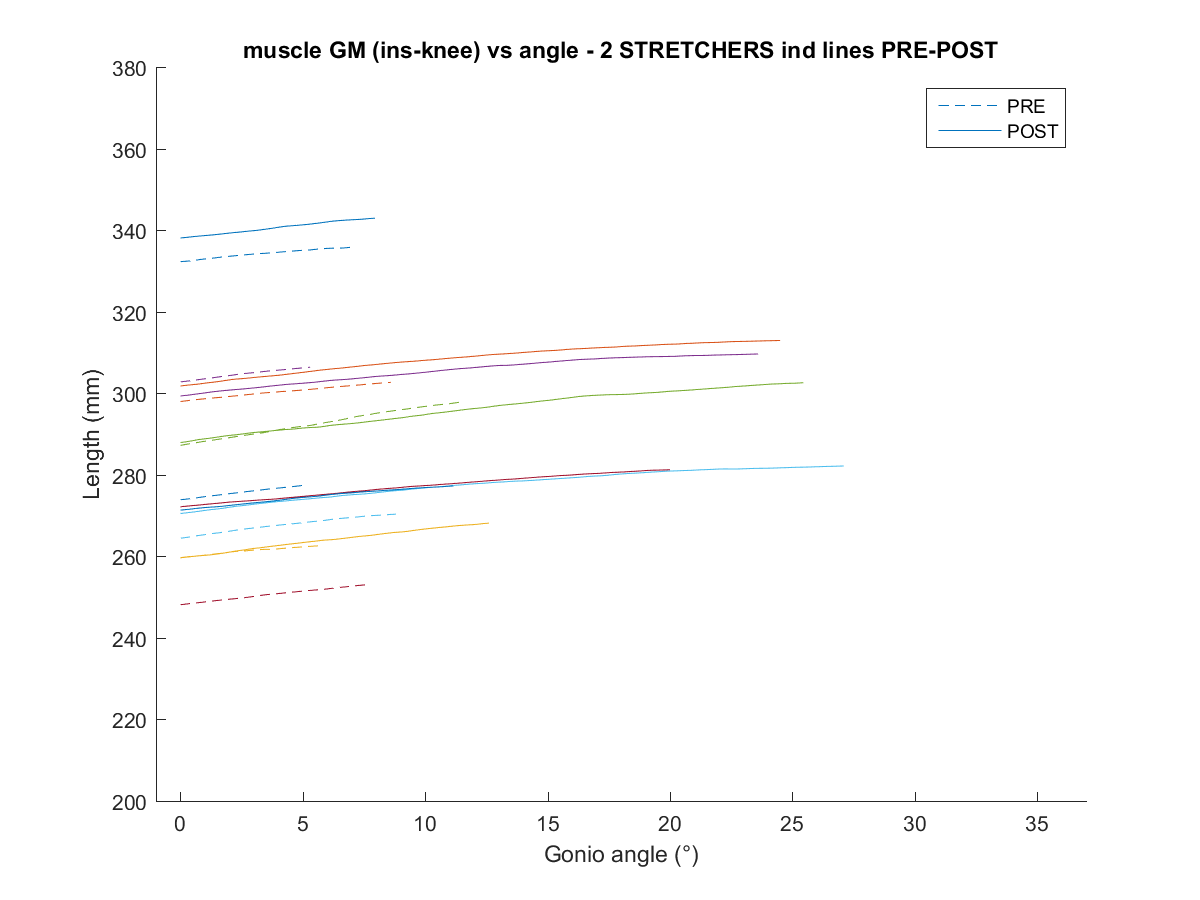 muscle GM (ins-knee) vs angle - 2 STRETCHERS ind lines PRE-POST
PRE
POST
Length (mm)
380
360
340
320
300
280
260
240
220
200
0 5 10 15 20 25 30 35
Gonio angle (°)